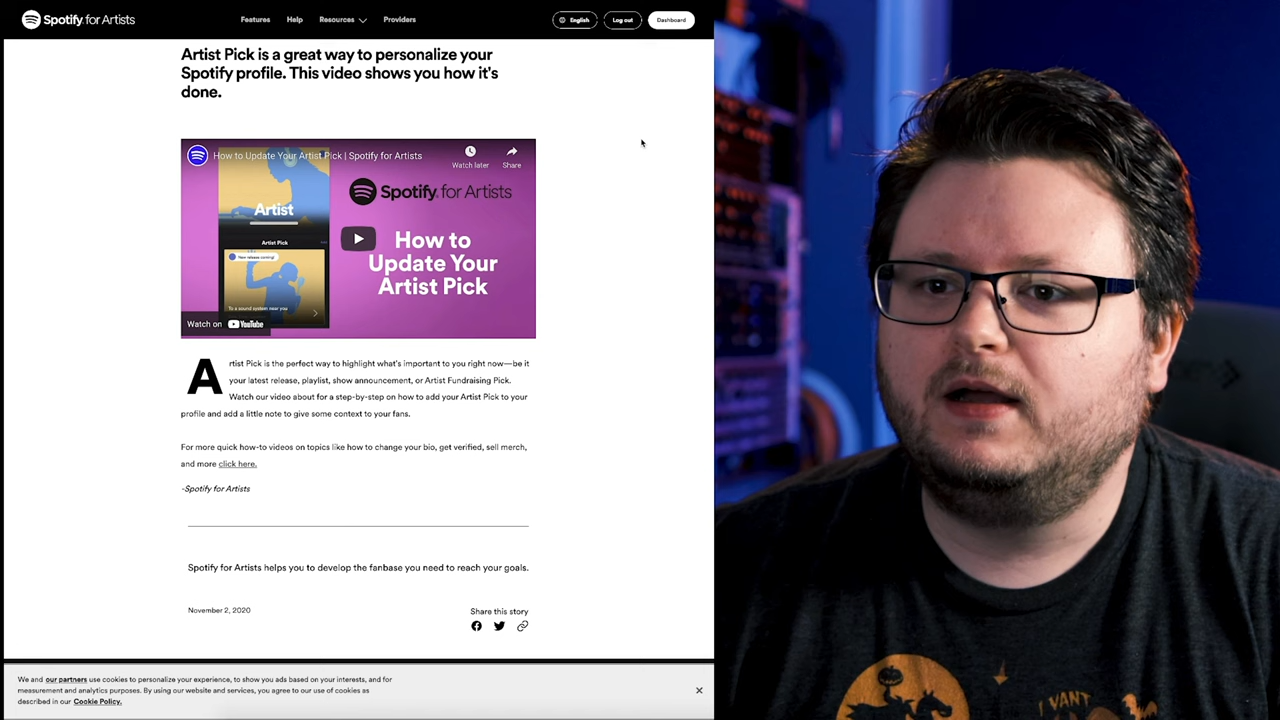 Spotify for Artists
Features
Help
Resources
Providers
English
Log out
Dashboard
Artist Pick is a great way to personalize your
Spotify profile. This video shows you how it's
done.
How to Update Your Artist Pick | Spotify for Artists
Watch later
Share
Artist
Artist Pick
New release coming!
To a sound system near you
Spotify for Artists
How to
Update Your
Artist Pick
Watch on YouTube
Artist Pick is the perfect way to highlight what's important to you right now—be it
your latest release, playlist, show announcement, or Artist Fundraising Pick.
Watch our video about for a step-by-step on how to add your Artist Pick to your
profile and add a little note to give some context to your fans.
For more quick how-to videos on topics like how to change your bio, get verified, sell merch,
and more click here.
-Spotify for Artists
Spotify for Artists helps you to develop the fanbase you need to reach your goals.
November 2, 2020
Share this story
We and our partners use cookies to personalize your experience, to show you ads based on your interests, and for
measurement and analytics purposes. By using our website and services, you agree to our use of cookies as
described in our Cookie Policy.
I WANT